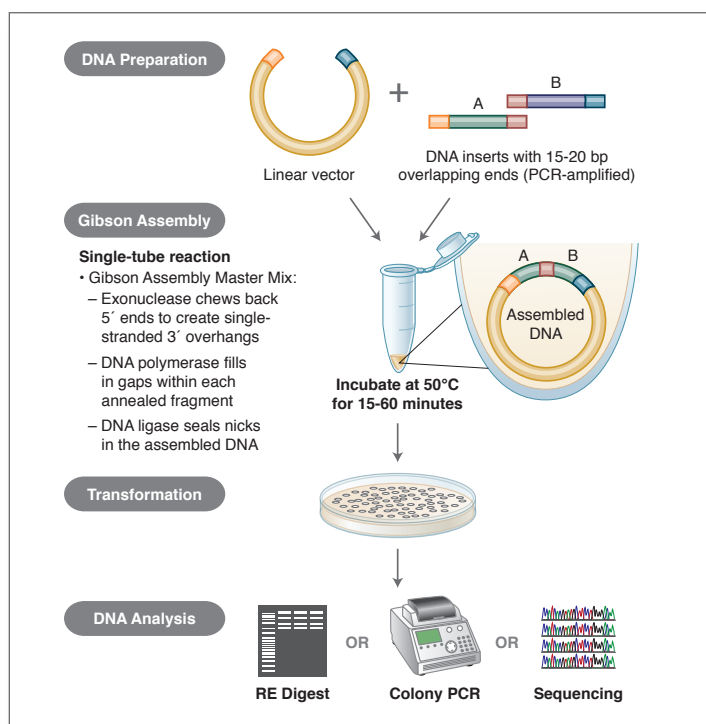 DNA Preparation
B
A
Linear vector
DNA inserts with 15-20 bp
overlapping ends (PCR-amplified)
Gibson Assembly
Single-tube reaction
• Gibson Assembly Master Mix:
– Exonuclease chews back
5´ ends to create single-
stranded 3´ overhangs
– DNA polymerase fills
in gaps within each
annealed fragment
– DNA ligase seals nicks
in the assembled DNA
A B
Assembled
DNA
Incubate at 50°C
for 15-60 minutes
Transformation
DNA Analysis
OR
OR
RE Digest
Colony PCR
Sequencing